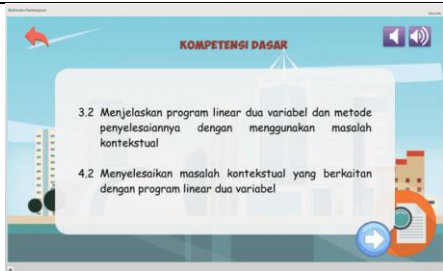 KOMPETENSI DASAR
3.2 Menjelaskan program linear dua variabel dan metode
penyelesaiannya dengan menggunakan masalah
kontekstual
4.2 Menyelesaikan masalah kontekstual yang berkaitan
dengan program linear dua variabel